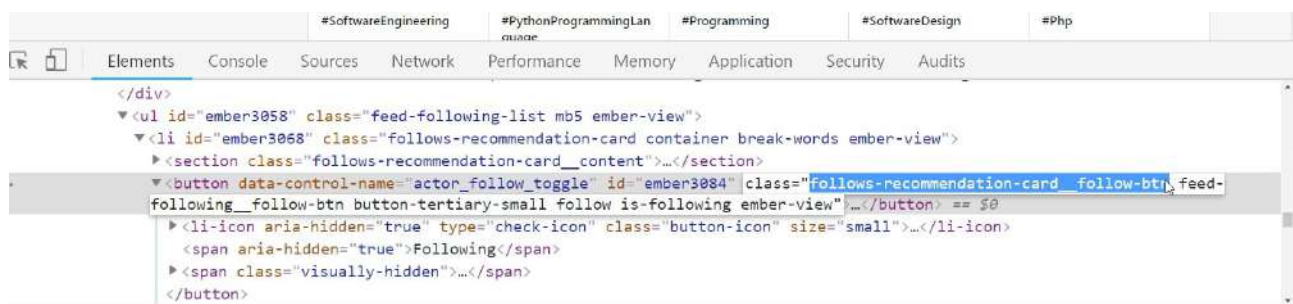 #SoftwareEngineering #PythonProgrammingLan #Programming #SoftwareDesign #Php
guage
Elements Console Sources Network Performance Memory Application Security Audits
</div>
▼<ul id="ember3058" class="feed-following-list mb5 ember-view">
▼<li id="ember3068" class="follows-recommendation-card container break-words ember-view">
▶<section class="follows-recommendation-card__content">…</section>
▼<button data-control-name="actor_follow_toggle" id="ember3084" class="follows-recommendation-card__follow-btn feed-
following__follow-btn button-tertiary-small follow is-following ember-view">…</button> == $0
▶<li-icon aria-hidden="true" type="check-icon" class="button-icon" size="small">…</li-icon>
<span aria-hidden="true">Following</span>
▶<span class="visually-hidden">…</span>
</button>